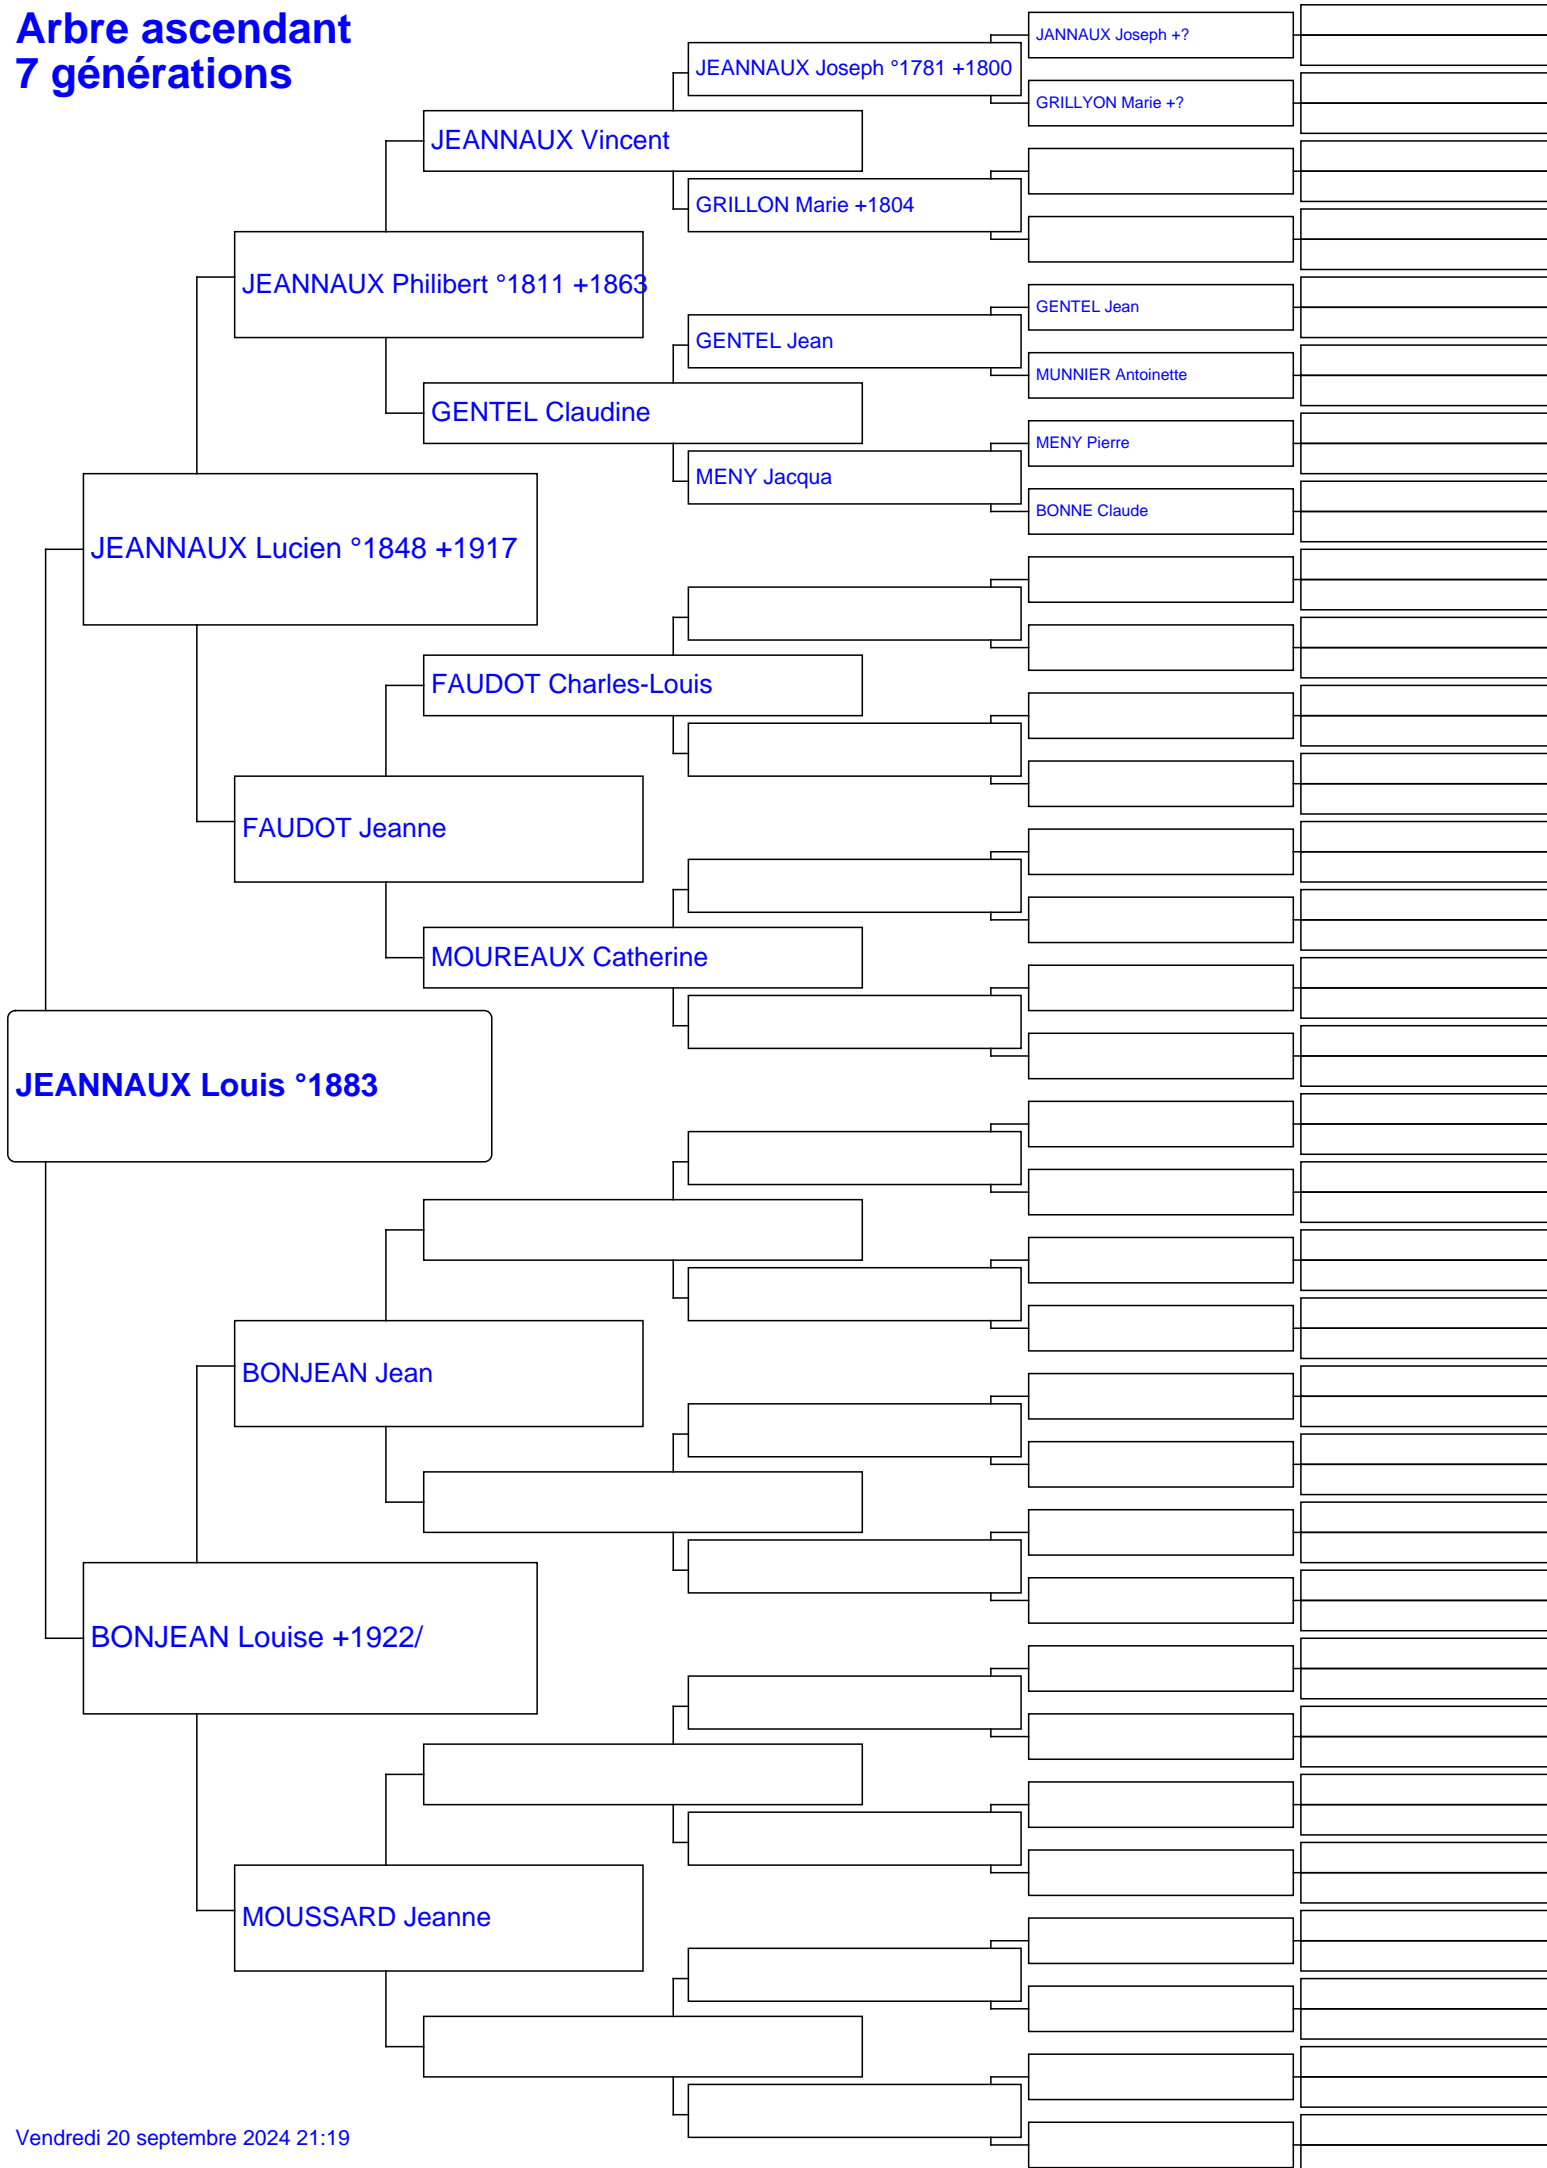 Arbre ascendant
7 générations
JANNAUX Joseph +?
JEANNAUX Joseph °1781 +1800
GRILLYON Marie +?
JEANNAUX Vincent
GRILLON Marie +1804
JEANNAUX Philibert °1811 +1863
GENTEL Jean
GENTEL Jean
MUNNIER Antoinette
GENTEL Claudine
MENY Pierre
MENY Jacqua
BONNE Claude
JEANNAUX Lucien °1848 +1917
FAUDOT Charles-Louis
FAUDOT Jeanne
MOUREAUX Catherine
JEANNAUX Louis °1883
BONJEAN Jean
BONJEAN Louise +1922/
MOUSSARD Jeanne
Vendredi 20 septembre 2024 21:19